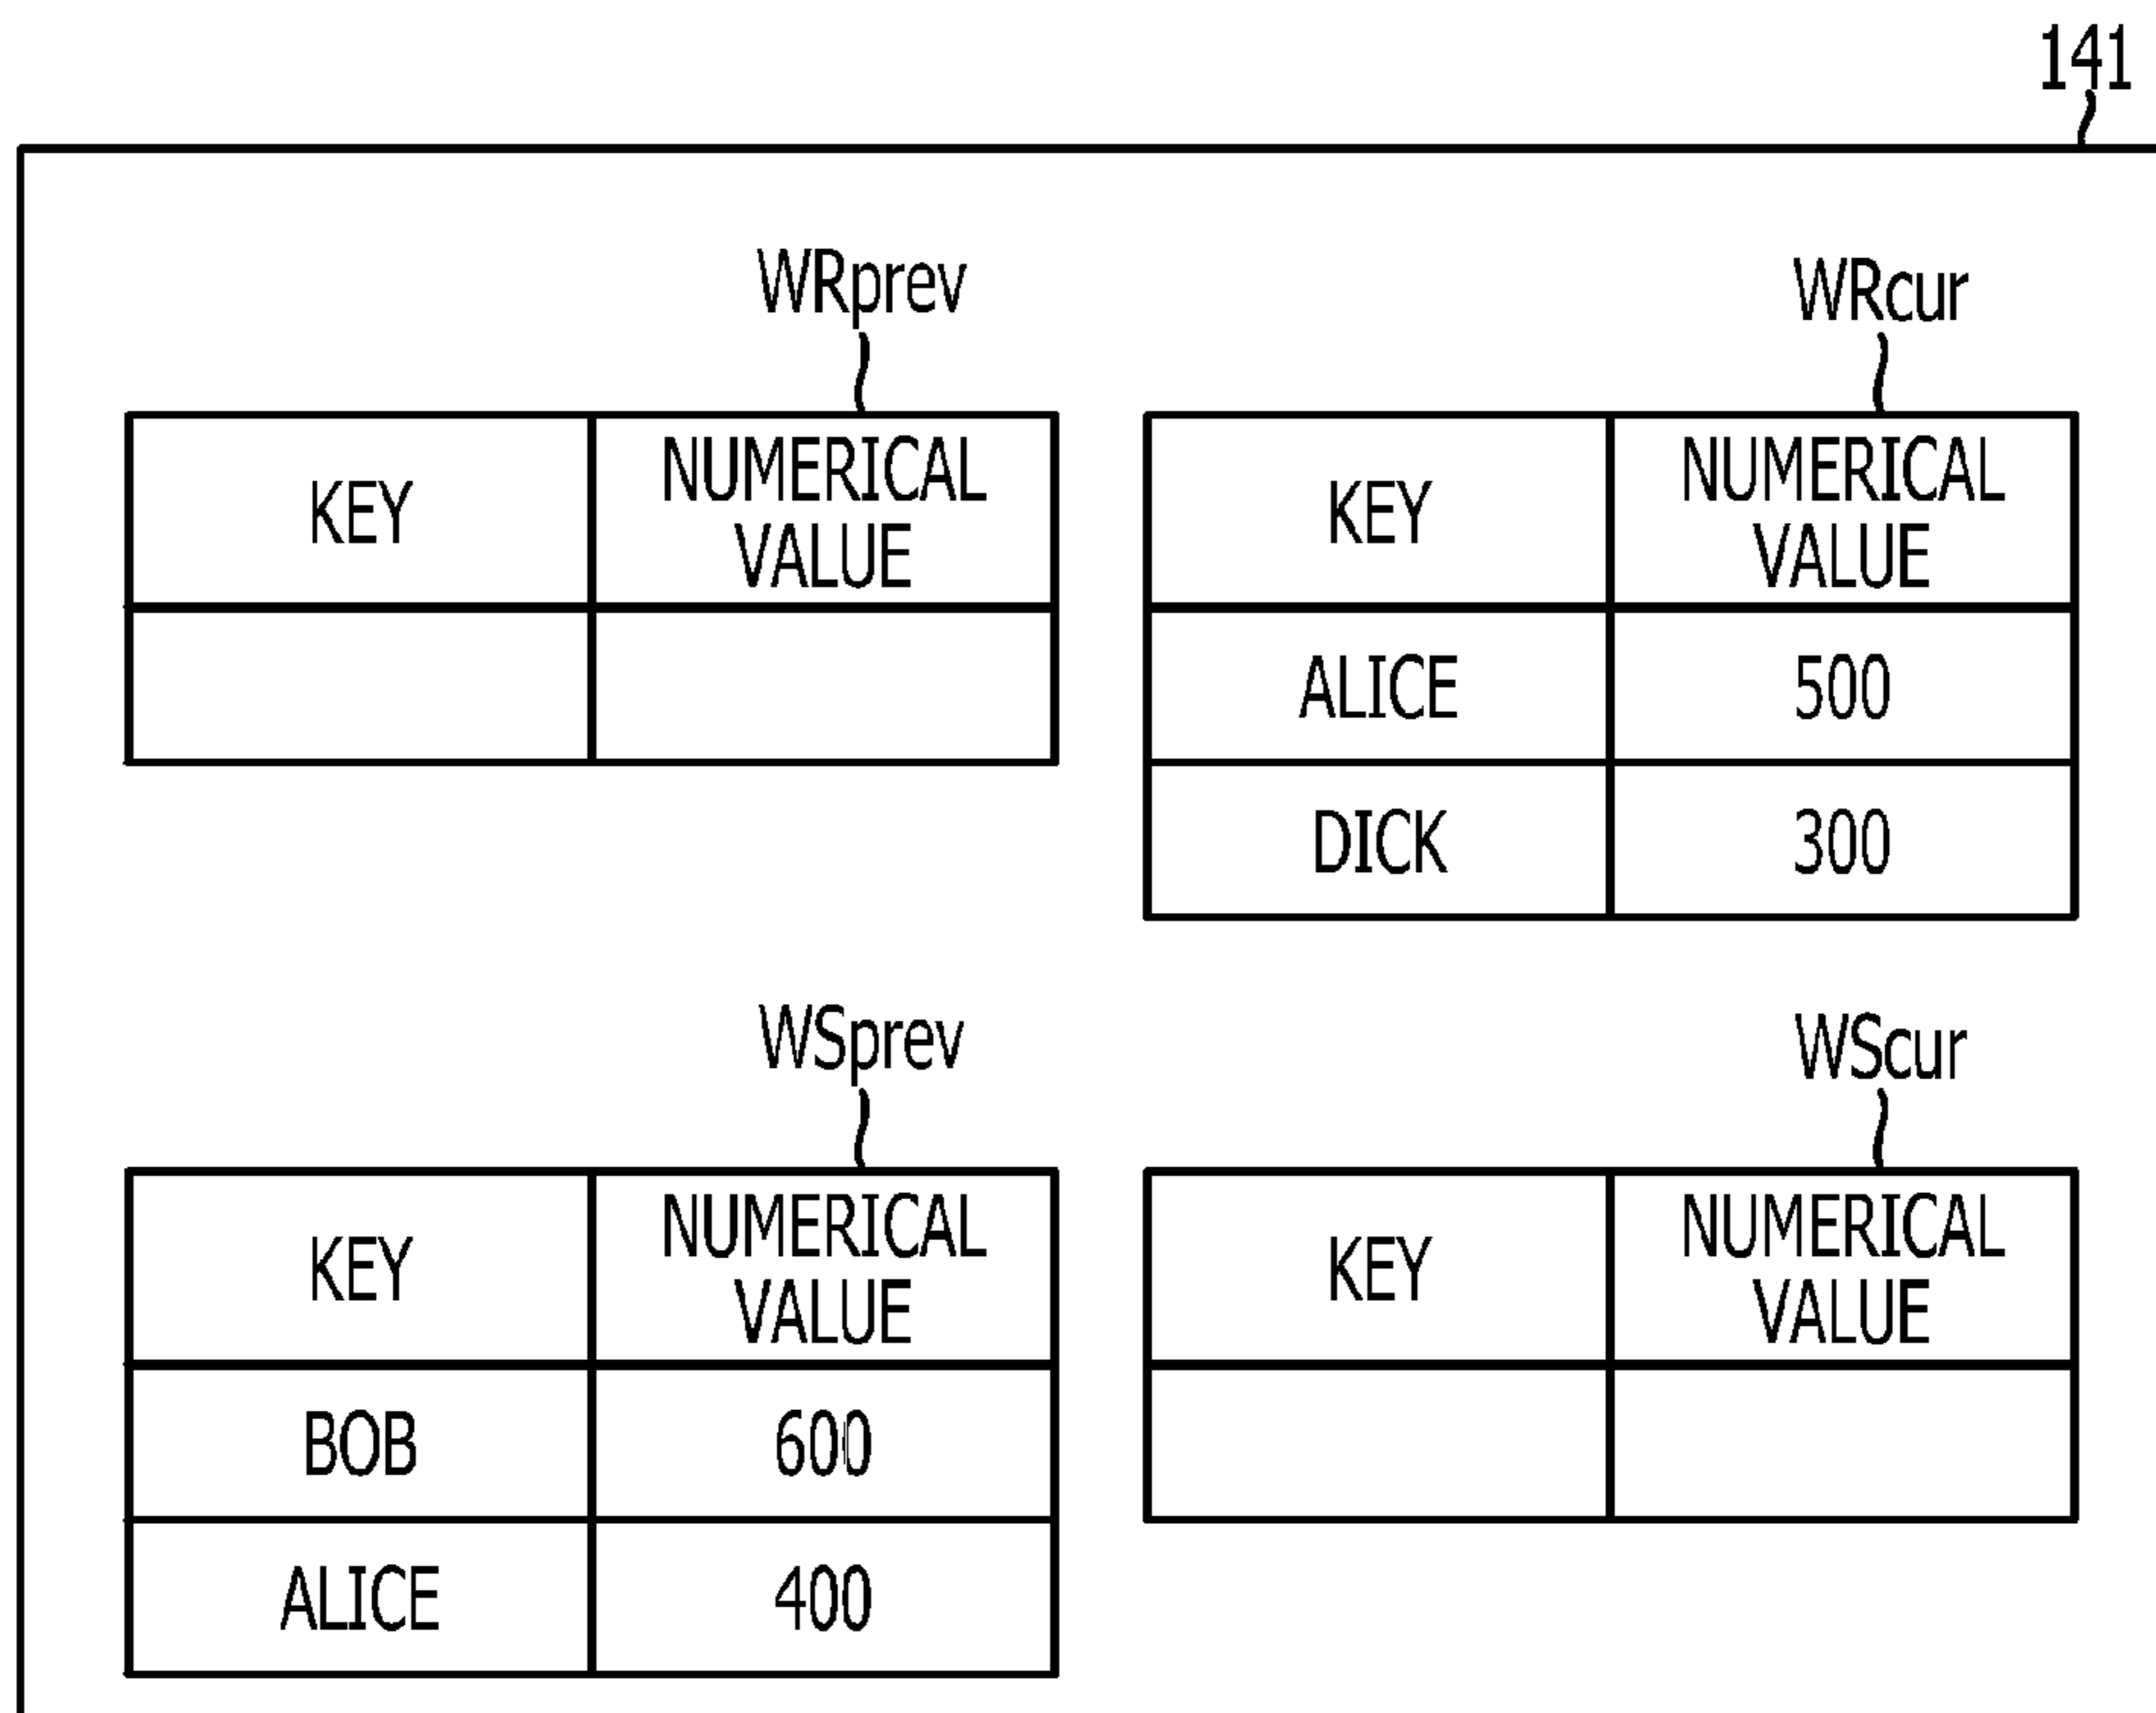 141
WRprev
WRcur
KEY
NUMERICAL
VALUE
KEY
NUMERICAL
VALUE
ALICE
500
DICK
300
WSprev
WScur
KEY
NUMERICAL
VALUE
KEY
NUMERICAL
VALUE
BOB
600
ALICE
400